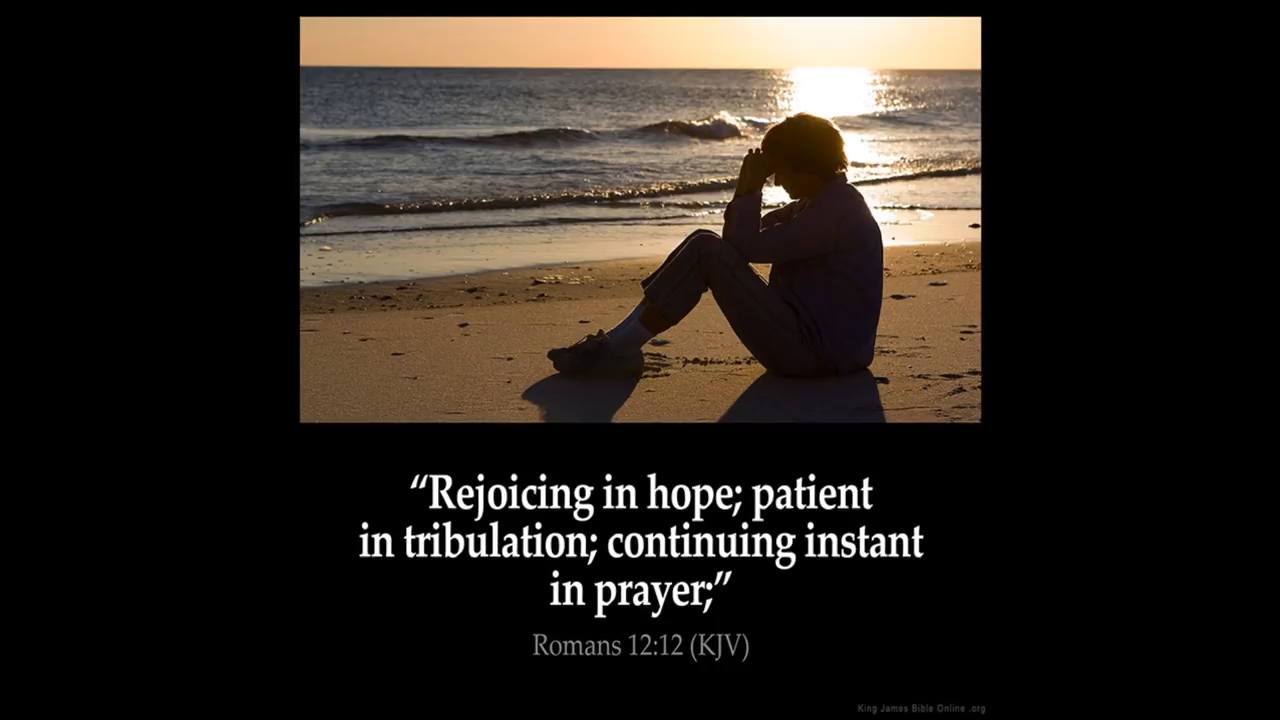 “Rejoicing in hope; patient
in tribulation; continuing instant
in prayer;”
Romans 12:12 (KJV)
King James Bible Online .org